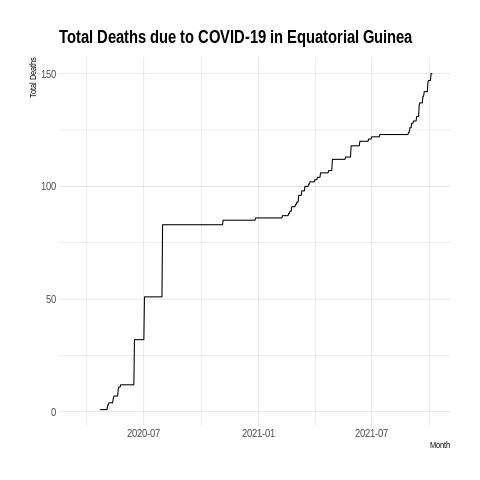 Total Deaths due to COVID-19 in Equatorial Guinea
Total Deaths
150
100
50
0
2020-07
2021-01
2021-07
Month